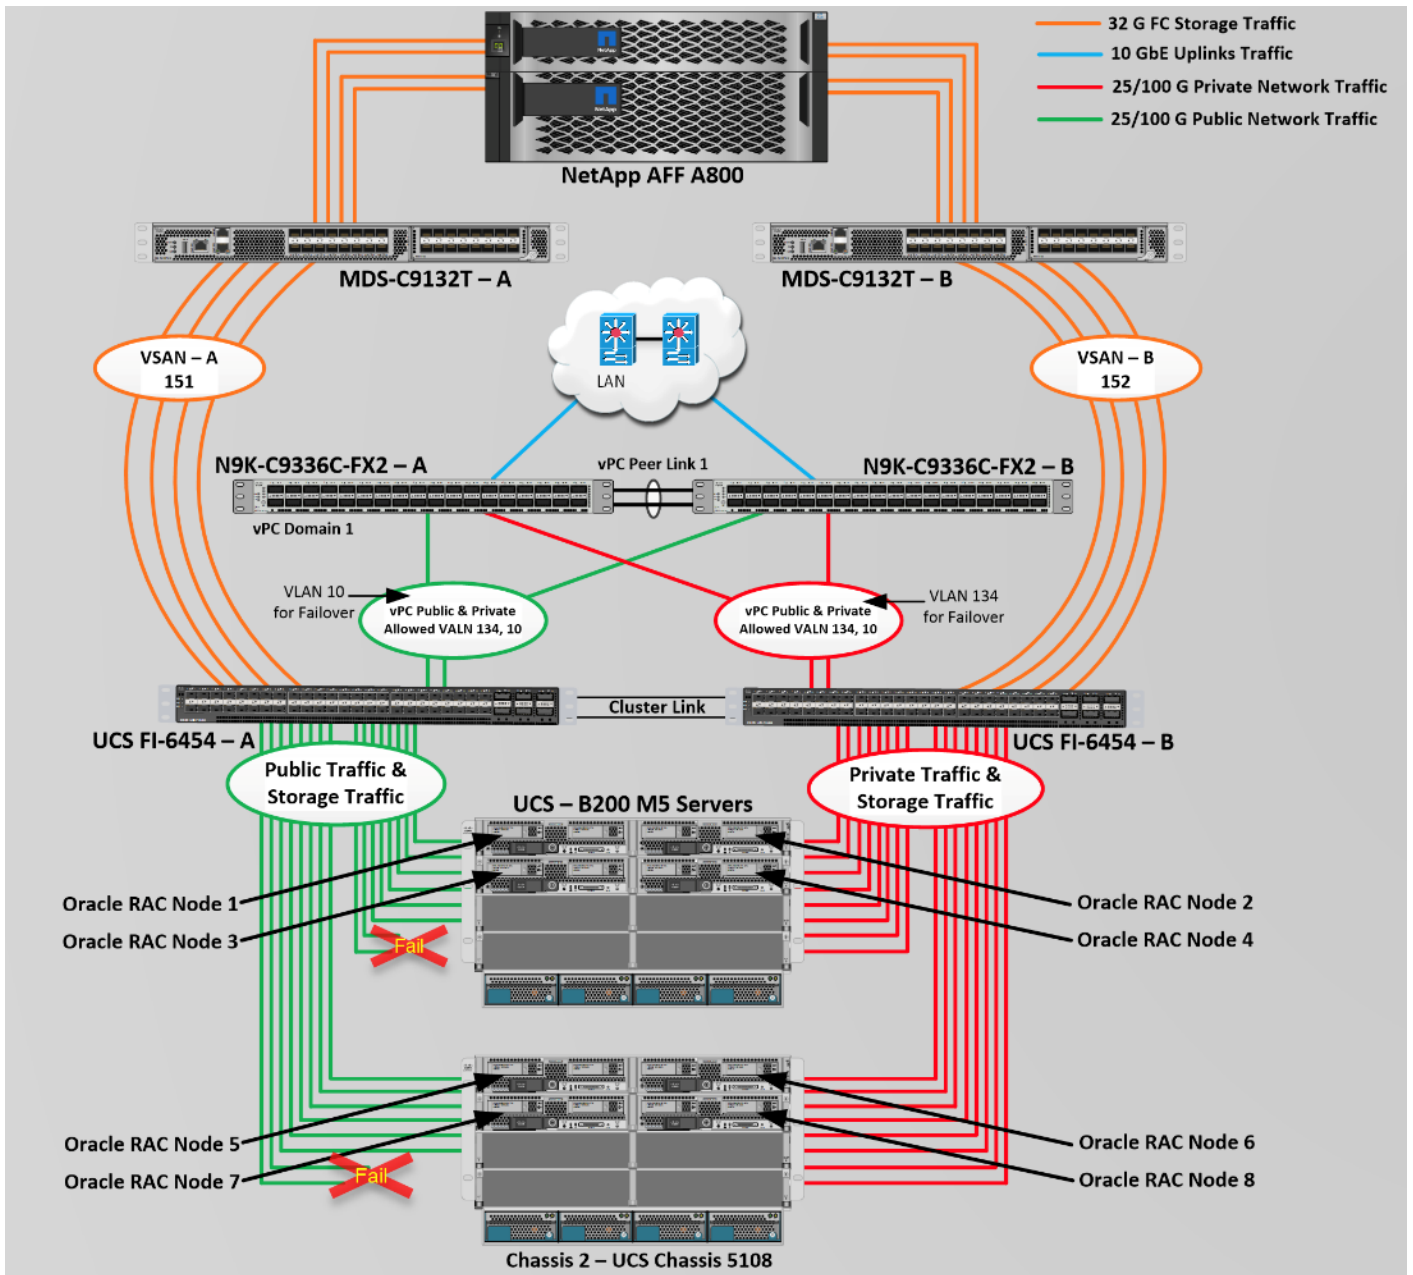 32 G FC Storage Traffic
10 GbE Uplinks Traffic
25/100 G Private Network Traffic
25/100 G Public Network Traffic
NetApp
NetApp
NetApp AFF A800
MDS-C9132T – A
MDS-C9132T – B
VSAN – A
151
VSAN – B
152
LAN
N9K-C9336C-FX2 – A
vPC Peer Link 1
N9K-C9336C-FX2 – B
vPC Domain 1
VLAN 10
for Failover
vPC Public & Private
Allowed VALN 134, 10
vPC Public & Private
Allowed VALN 134, 10
VLAN 134
for Failover
Cluster Link
UCS FI-6454 – A
UCS FI-6454 – B
Public Traffic &
Storage Traffic
Private Traffic &
Storage Traffic
UCS – B200 M5 Servers
Oracle RAC Node 1
Oracle RAC Node 2
Oracle RAC Node 3
Oracle RAC Node 4
Fail
Oracle RAC Node 5
Oracle RAC Node 6
Oracle RAC Node 7
Oracle RAC Node 8
Fail
Chassis 2 – UCS Chassis 5108